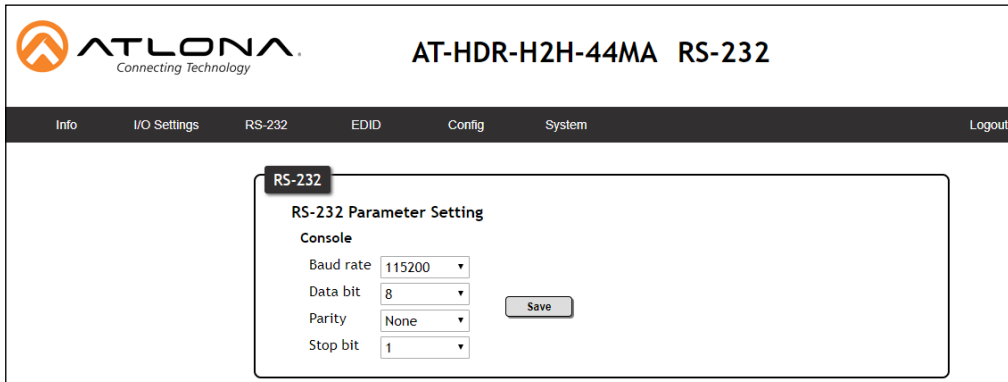 ATLONA.
Connecting Technology
AT-HDR-H2H-44MA RS-232
Info I/O Settings RS-232 EDID Config System Logout
RS-232
RS-232 Parameter Setting
Console
Baud rate 115200
Data bit 8
Save
Parity None
Stop bit 1